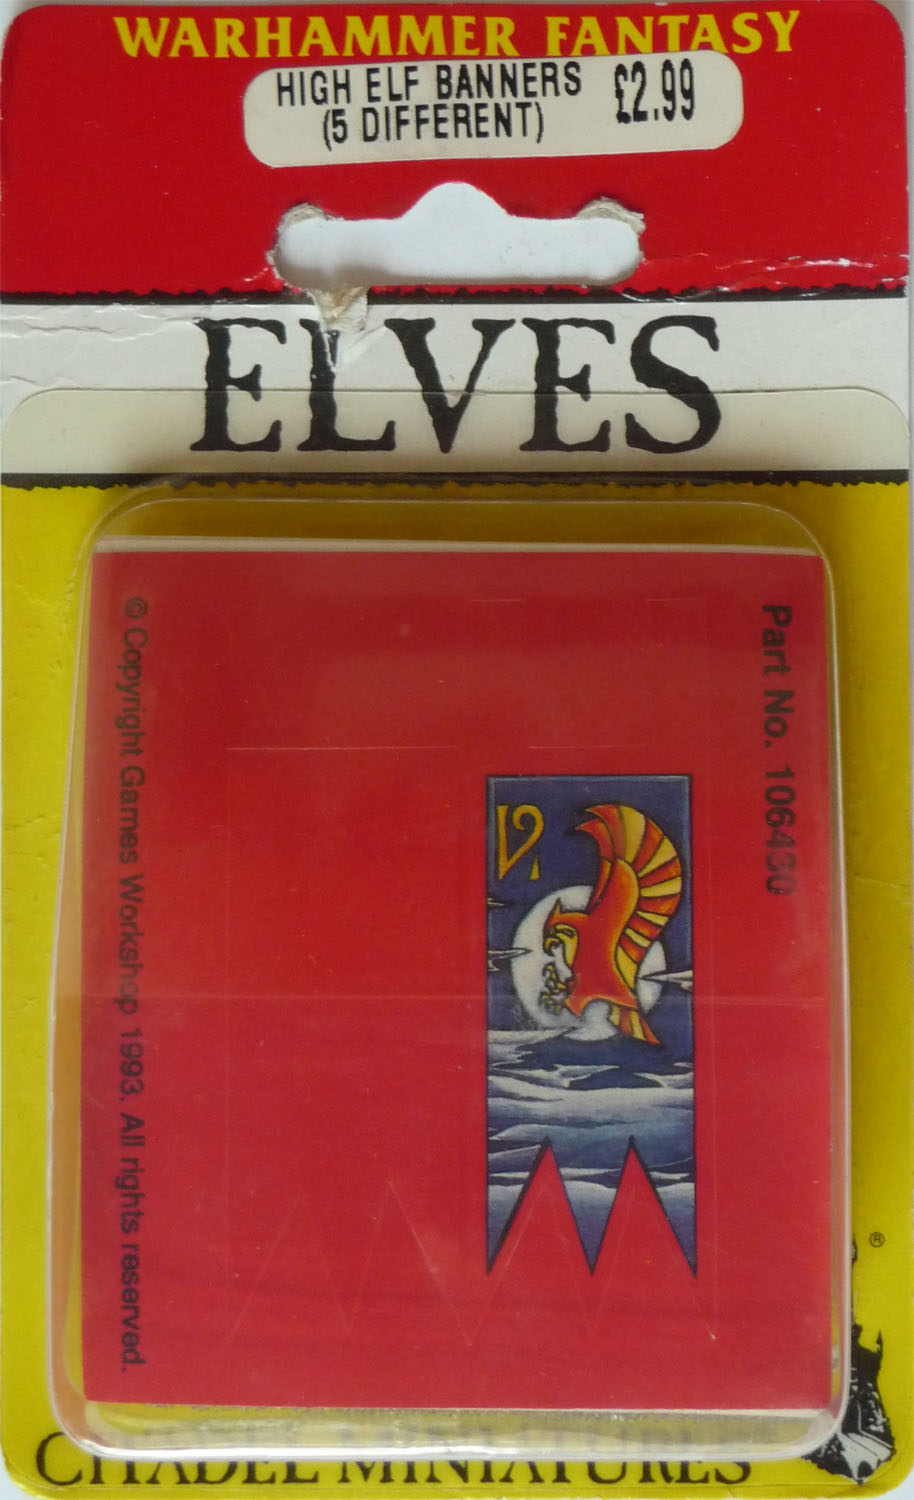 WARHAMMER FANTASY
HIGH ELF BANNERS £2.99
(5 DIFFERENT)
ELVES
Part No. 106430
© Copyright Games Workshop 1993. All rights reserved.
®
CITADEL MINIATURES